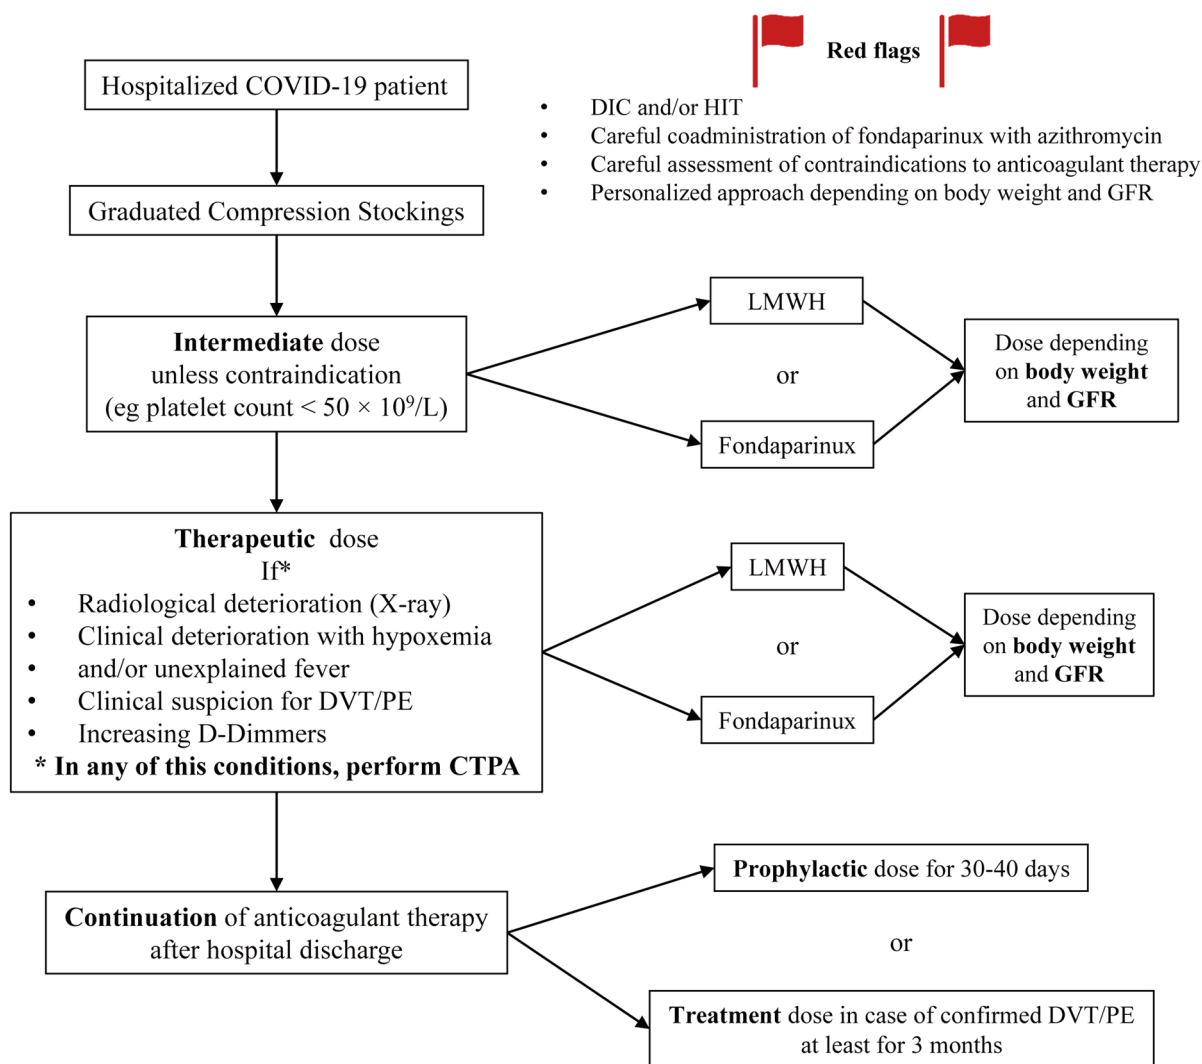 Red flags
• DIC and/or HIT
• Careful coadministration of fondaparinux with azithromycin
• Careful assessment of contraindications to anticoagulant therapy
• Personalized approach depending on body weight and GFR
Hospitalized COVID-19 patient
Graduated Compression Stockings
Intermediate dose
unless contraindication
(eg platelet count < 50 × 10⁹/L)
LMWH
or
Fondaparinux
Dose depending
on body weight
and GFR
Therapeutic dose
If*
• Radiological deterioration (X-ray)
• Clinical deterioration with hypoxemia
• and/or unexplained fever
• Clinical suspicion for DVT/PE
• Increasing D-Dimmers
* In any of this conditions, perform CTPA
LMWH
or
Fondaparinux
Dose depending
on body weight
and GFR
Continuation of anticoagulant therapy
after hospital discharge
Prophylactic dose for 30-40 days
or
Treatment dose in case of confirmed DVT/PE
at least for 3 months